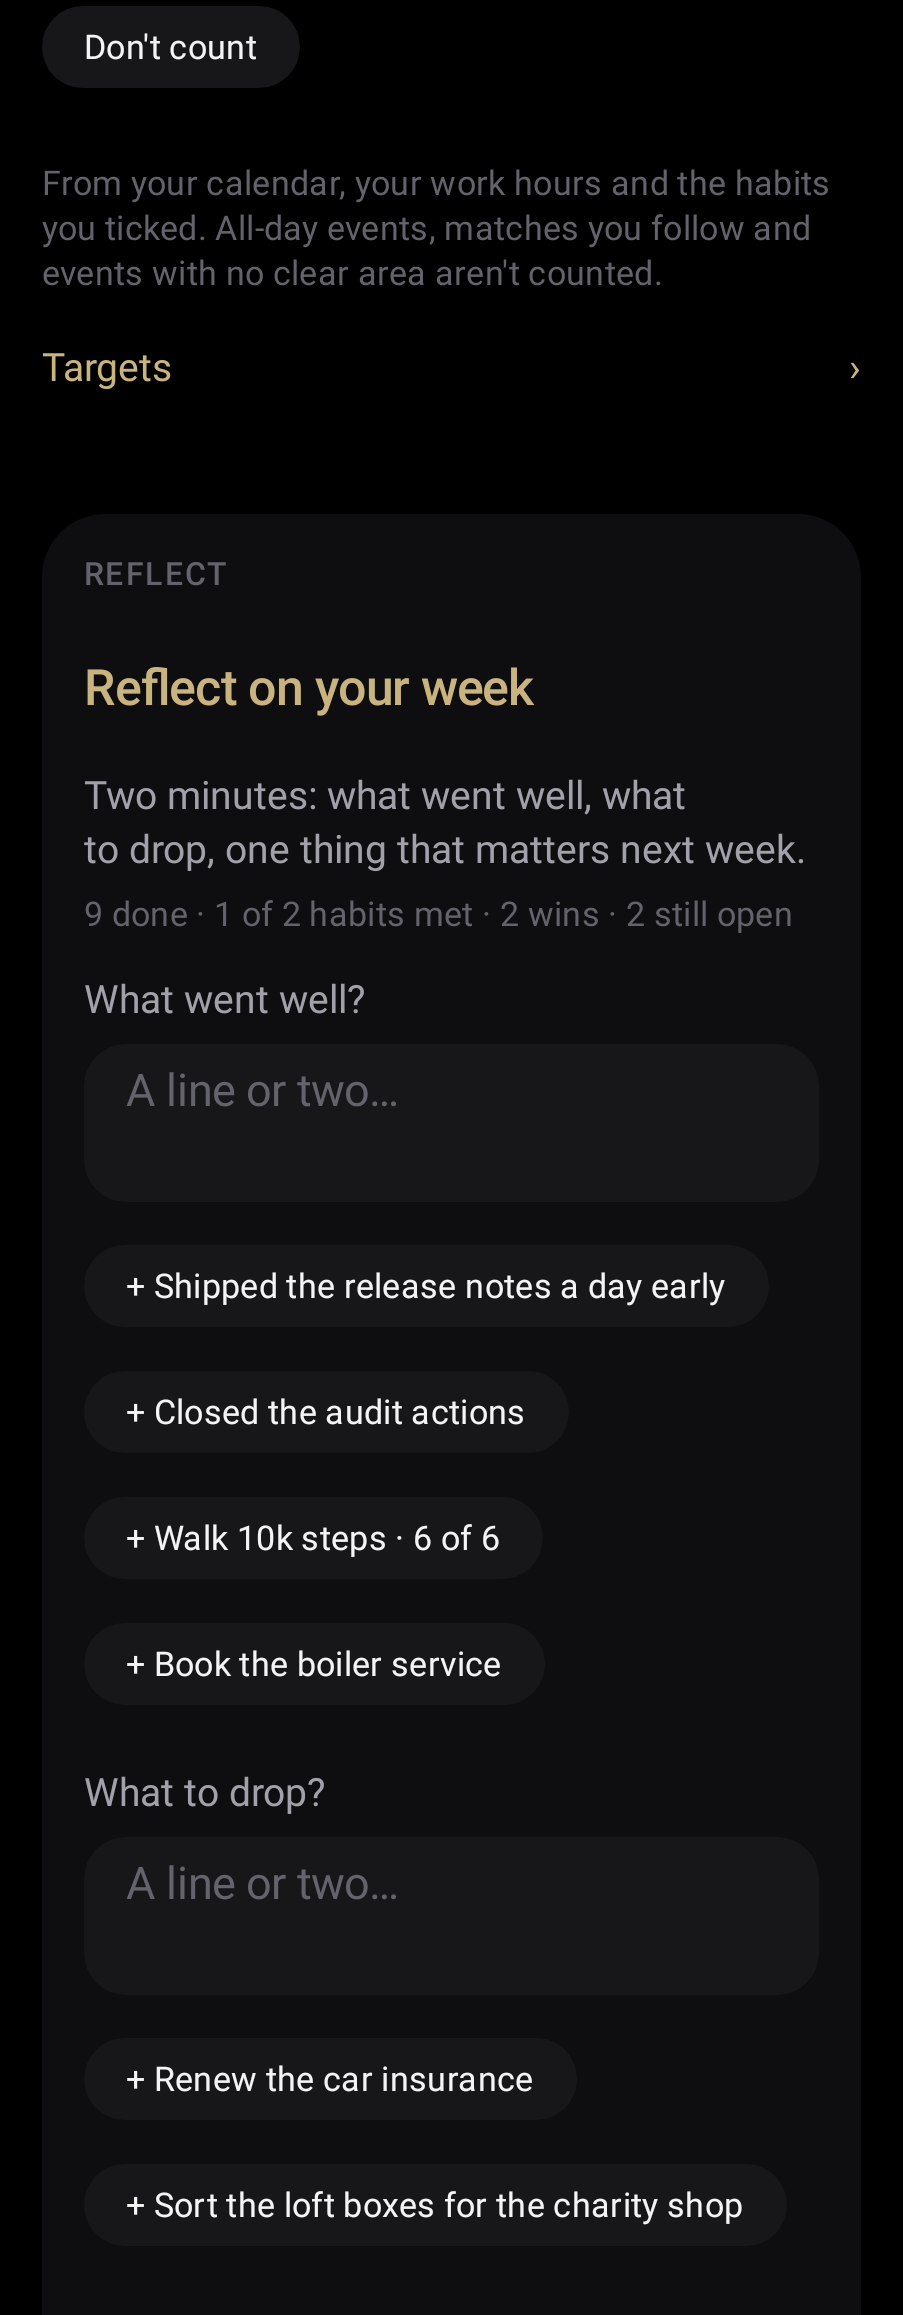 Don't count
From your calendar, your work hours and the habits
you ticked. All-day events, matches you follow and
events with no clear area aren't counted.
Targets ›
REFLECT
Reflect on your week
Two minutes: what went well, what
to drop, one thing that matters next week.
9 done · 1 of 2 habits met · 2 wins · 2 still open
What went well?
A line or two…
+ Shipped the release notes a day early
+ Closed the audit actions
+ Walk 10k steps · 6 of 6
+ Book the boiler service
What to drop?
A line or two…
+ Renew the car insurance
+ Sort the loft boxes for the charity shop